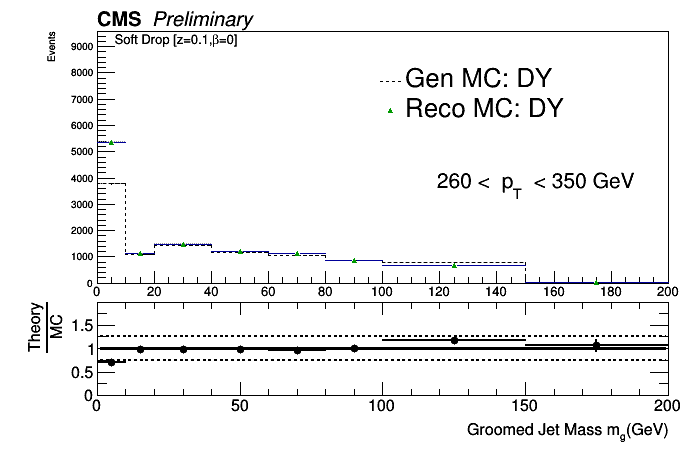 CMS Preliminary
Events
Soft Drop [z=0.1,β=0]
9000
8000
7000
6000
5000
4000
3000
2000
1000
0
Gen MC: DY
Reco MC: DY
260 < pT < 350 GeV
0 20 40 60 80 100 120 140 160 180 200
Theory
MC
1.5
1
0.5
0
0 50 100 150 200
Groomed Jet Mass mg(GeV)